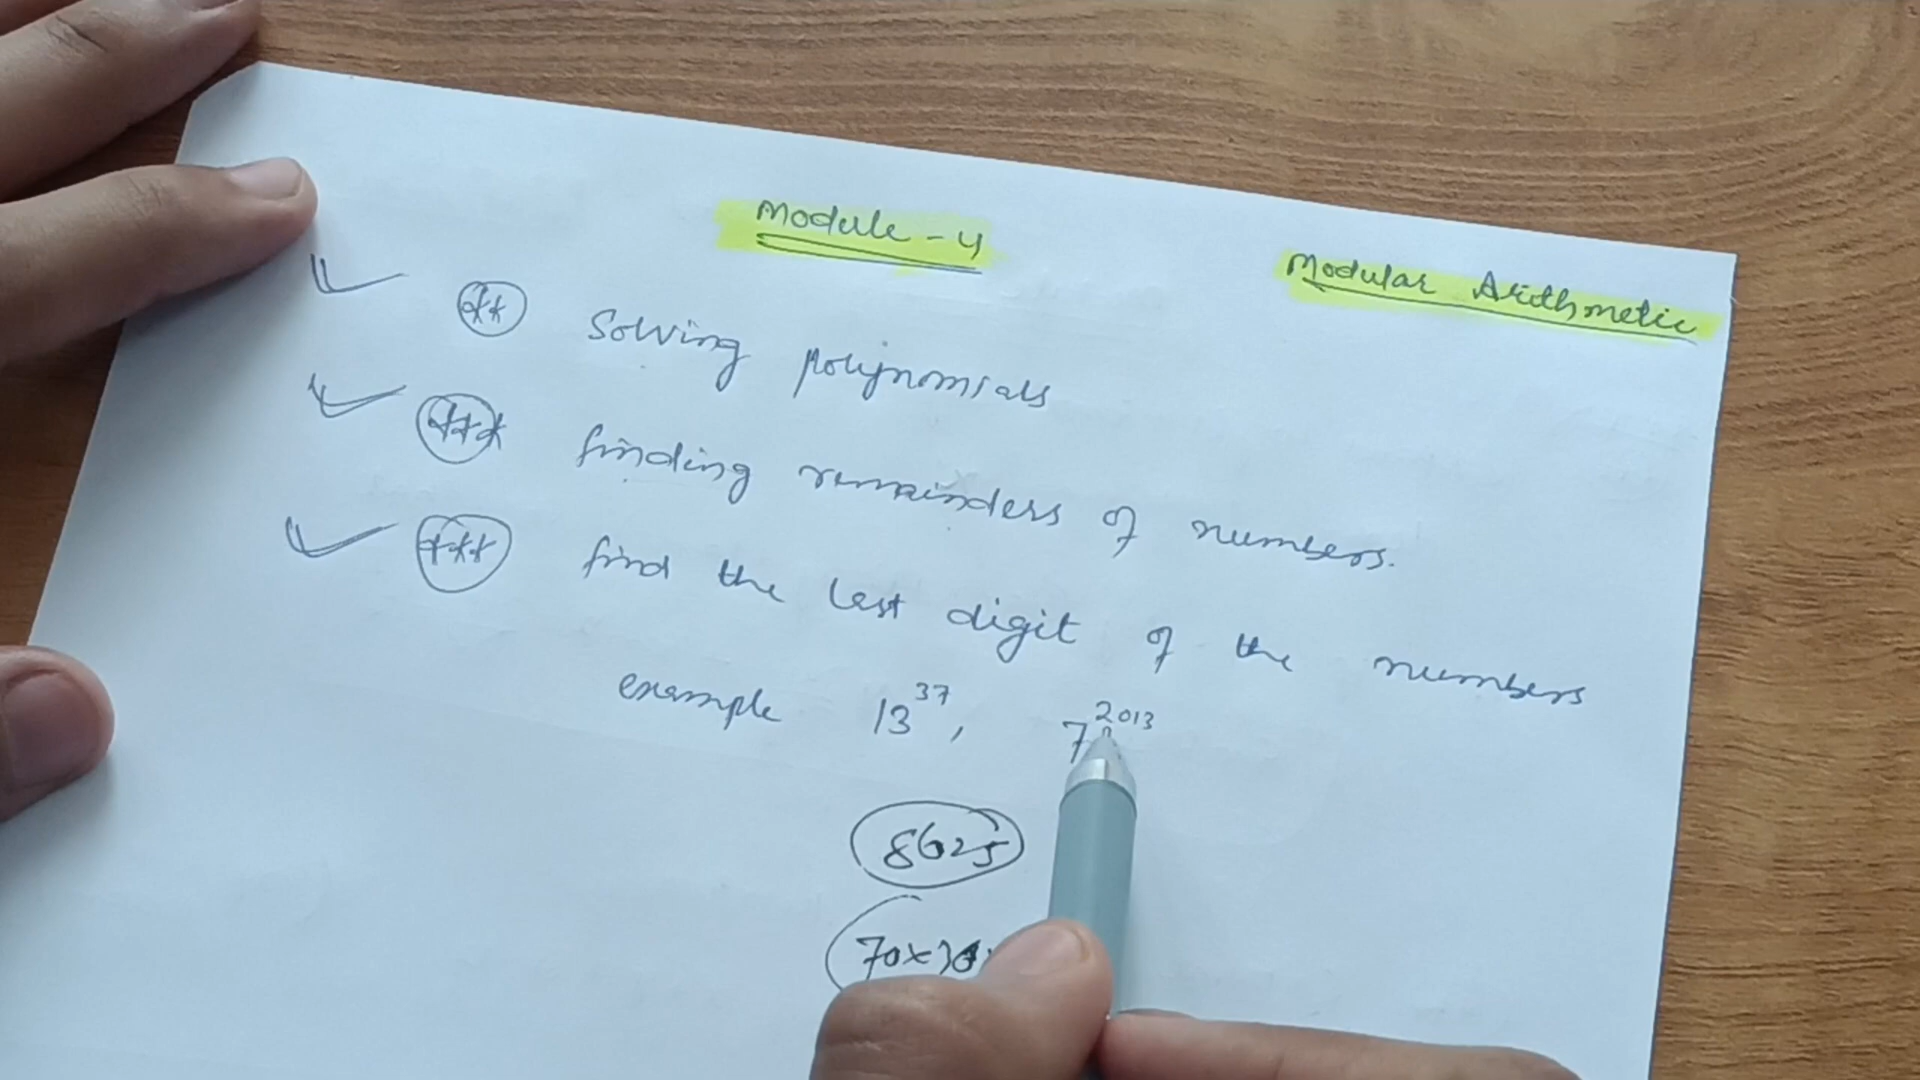 Module - 4
Modular Arithmetic
** Solving polynomials
*** finding remainders of numbers.
*** find the last digit of the numbers
example 13^37, 7^2013
8625
70x